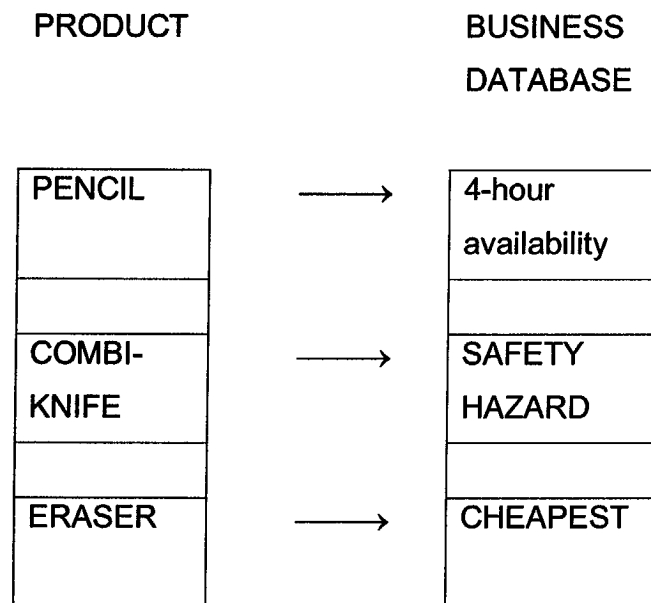 PRODUCT
BUSINESS
DATABASE
PENCIL
4-hour
availability
COMBI-
KNIFE
SAFETY
HAZARD
ERASER
CHEAPEST